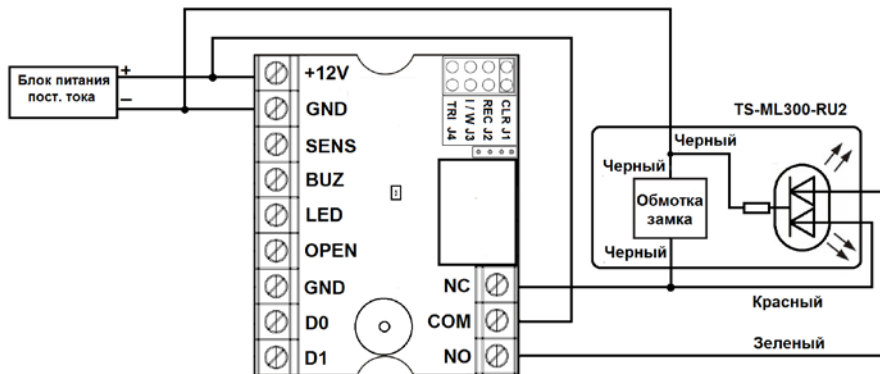 Блок питания
пост. тока
+
−
+12V
GND
SENS
BUZ
LED
OPEN
GND
D0
D1
TRI J4
I / W J3
REC J2
CLR J1
NC
COM
NO
TS-ML300-RU2
Черный
Черный
Обмотка
замка
Черный
Красный
Зеленый